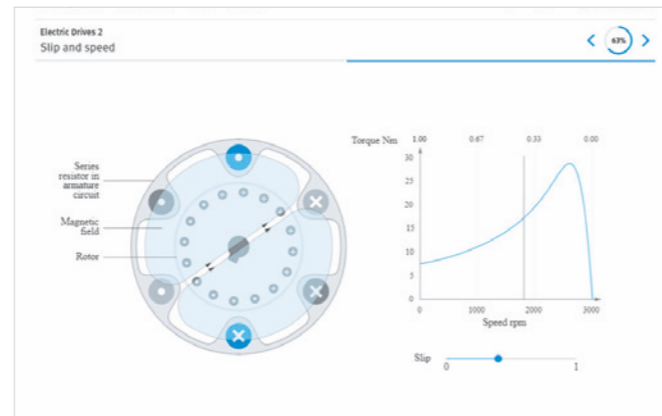 Electric Drives 2
Slip and speed
63%
Series
resistor in
armature
circuit
Magnetic
field
Rotor
Torque Nm 1.00 0.67 0.33 0.00
30
25
20
15
10
5
0
0 1000 2000 3000
Speed rpm
Slip
0 1